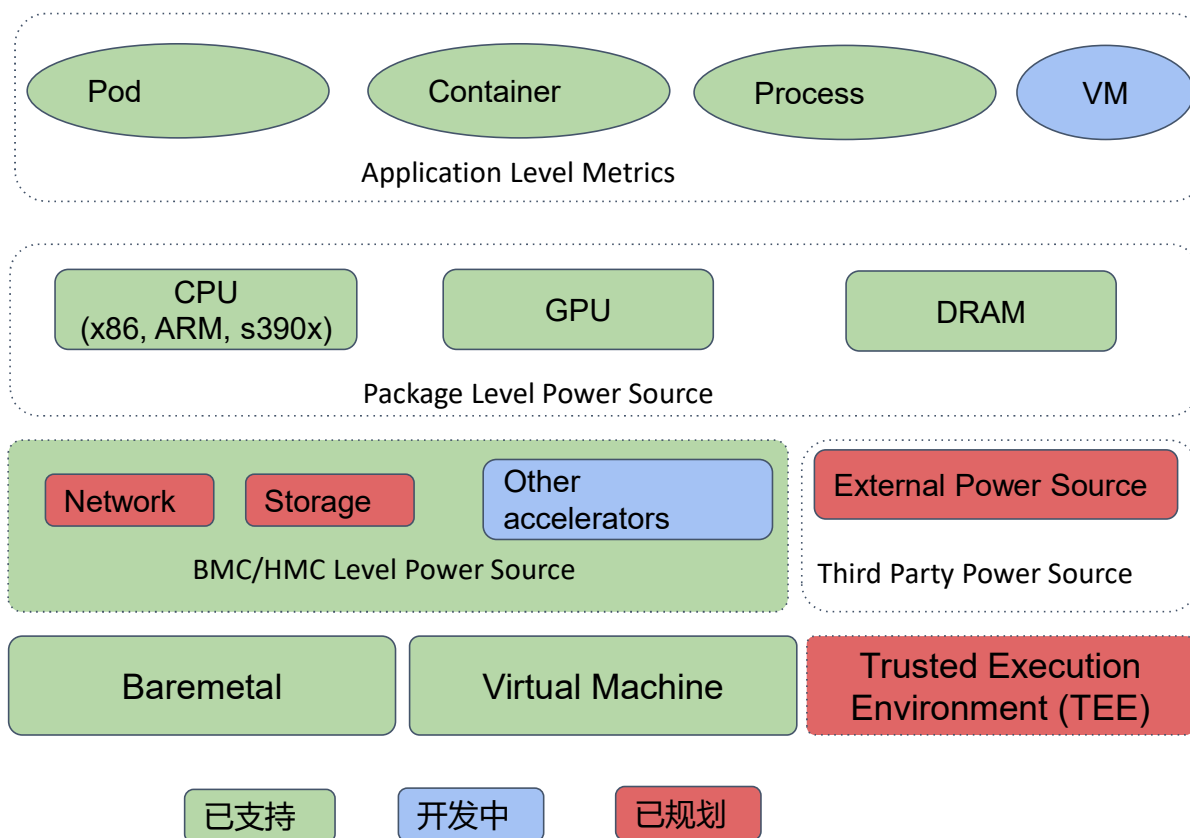 Pod
Container
Process
VM
Application Level Metrics
CPU
(x86, ARM, s390x)
GPU
DRAM
Package Level Power Source
Network
Storage
Other
accelerators
BMC/HMC Level Power Source
External Power Source
Third Party Power Source
Baremetal
Virtual Machine
Trusted Execution
Environment (TEE)
已支持
开发中
已规划